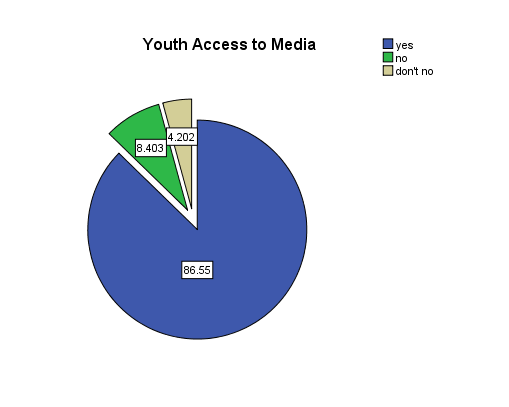 Youth Access to Media
yes
no
don't no
4.202
8.403
86.55